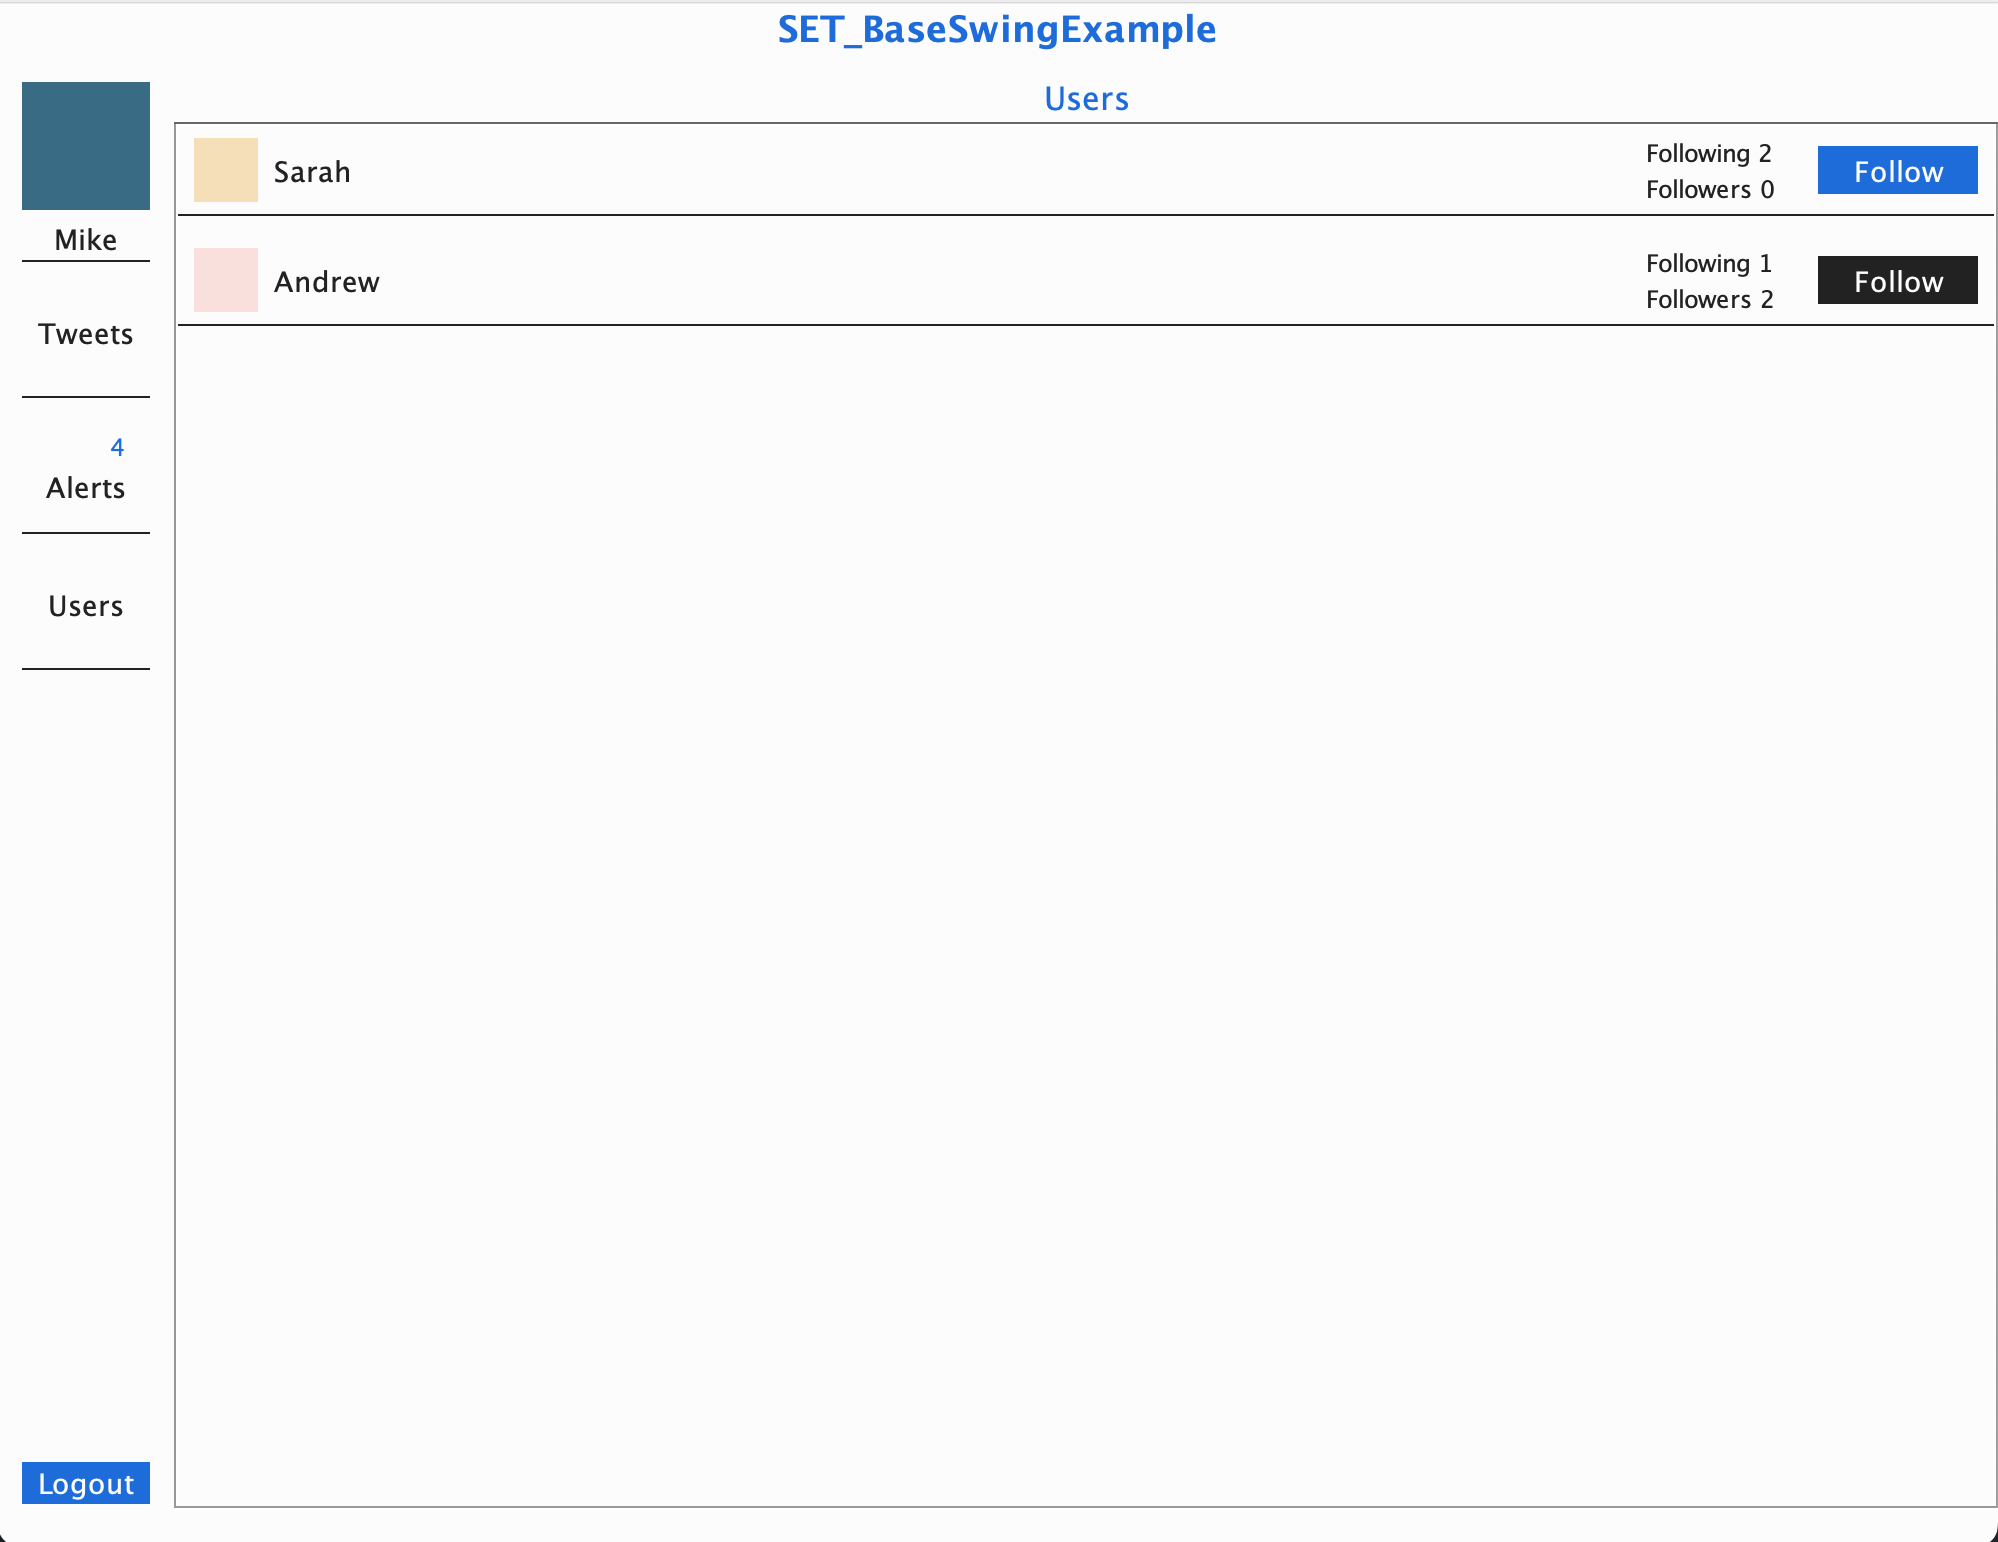 SET_BaseSwingExample
Mike
Tweets
4
Alerts
Users
Logout
Users
Sarah
Following 2
Followers 0
Follow
Andrew
Following 1
Followers 2
Follow